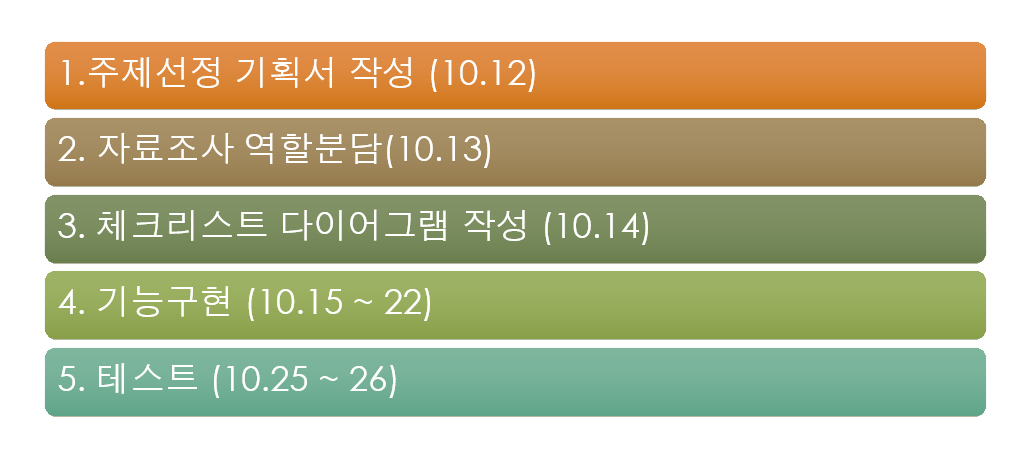 1.주제선정 기획서 작성 (10.12)
2. 자료조사 역할분담(10.13)
3. 체크리스트 다이어그램 작성 (10.14)
4. 기능구현 (10.15 ~ 22)
5. 테스트 (10.25 ~ 26)